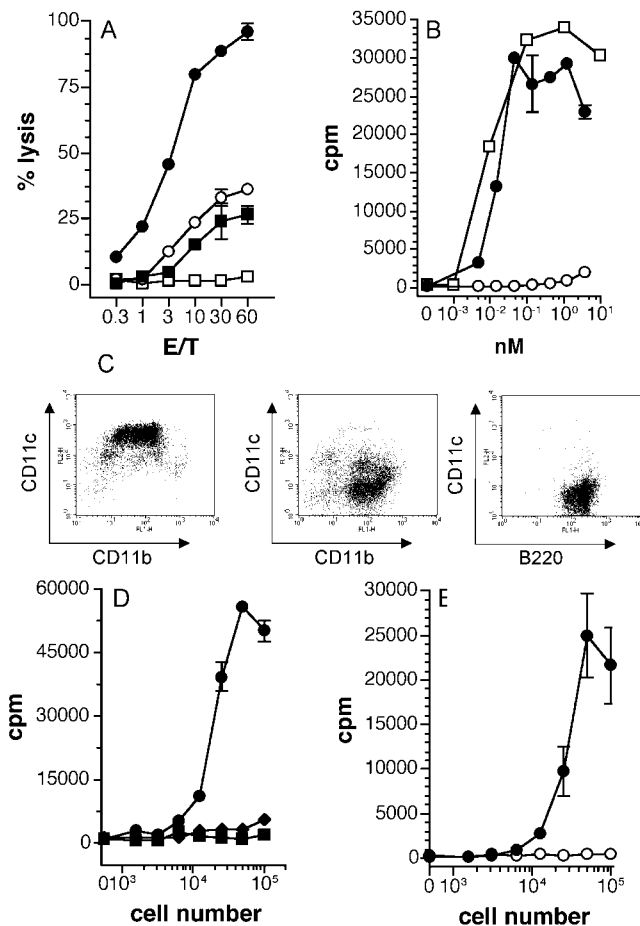 A
100
75
50
25
0
% lysis
0.3 1 3 10 30 60
E/T
B
35000
30000
25000
20000
15000
10000
5000
0
cpm
0 10-3 10-2 10-1 100 101
nM
C
CD11c
CD11b
CD11c
CD11b
CD11c
B220
D
60000
45000
30000
15000
0
cpm
0 103 104 105
cell number
E
30000
25000
20000
15000
10000
5000
0
cpm
0 103 104 105
cell number